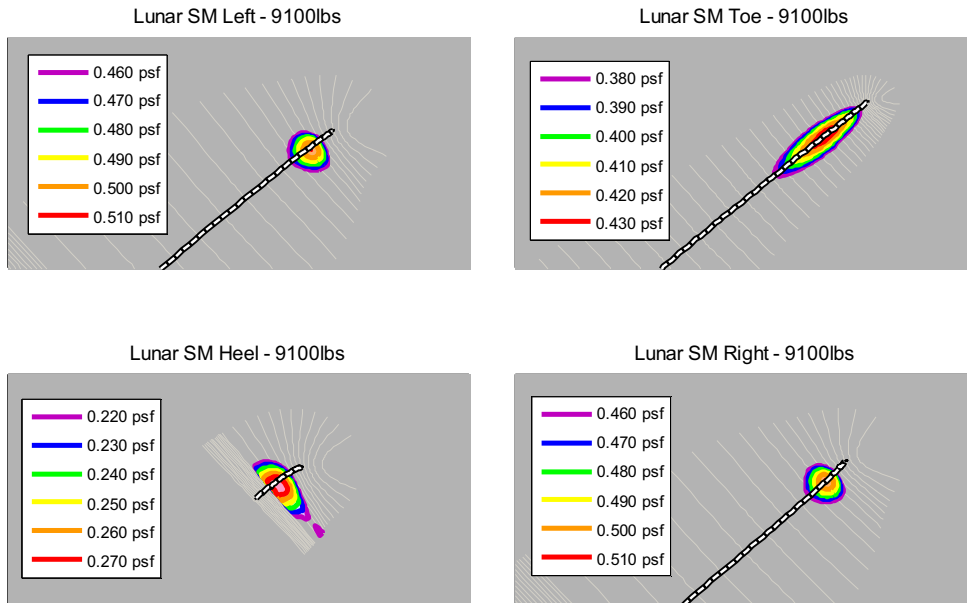 Lunar SM Left - 9100lbs
0.460 psf
0.470 psf
0.480 psf
0.490 psf
0.500 psf
0.510 psf
Lunar SM Toe - 9100lbs
0.380 psf
0.390 psf
0.400 psf
0.410 psf
0.420 psf
0.430 psf
Lunar SM Heel - 9100lbs
0.220 psf
0.230 psf
0.240 psf
0.250 psf
0.260 psf
0.270 psf
Lunar SM Right - 9100lbs
0.460 psf
0.470 psf
0.480 psf
0.490 psf
0.500 psf
0.510 psf